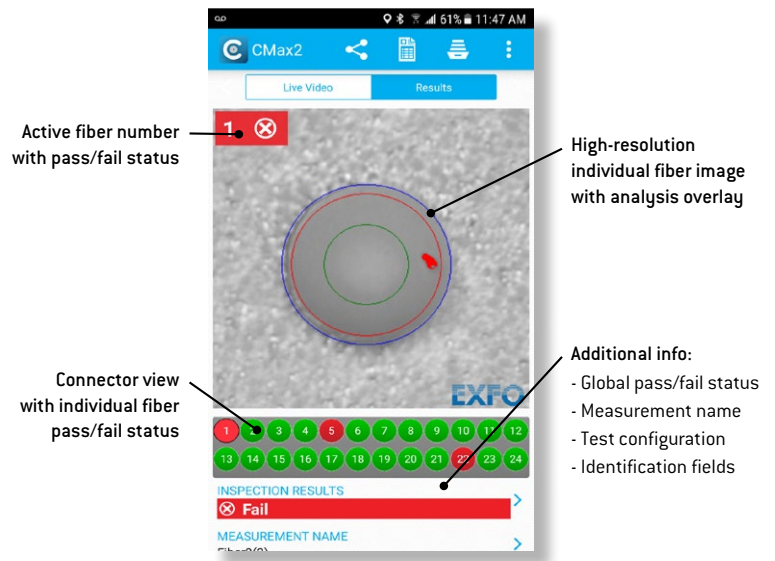 61% 11:47 AM
CMax2
Live Video
Results
1
Active fiber number
with pass/fail status
High-resolution
individual fiber image
with analysis overlay
EXFO
Connector view
with individual fiber
pass/fail status
1 2 3 4 5 6 7 8 9 10 11 12
13 14 15 16 17 18 19 20 21 22 23 24
Additional info:
- Global pass/fail status
- Measurement name
- Test configuration
- Identification fields
INSPECTION RESULTS
Fail
MEASUREMENT NAME